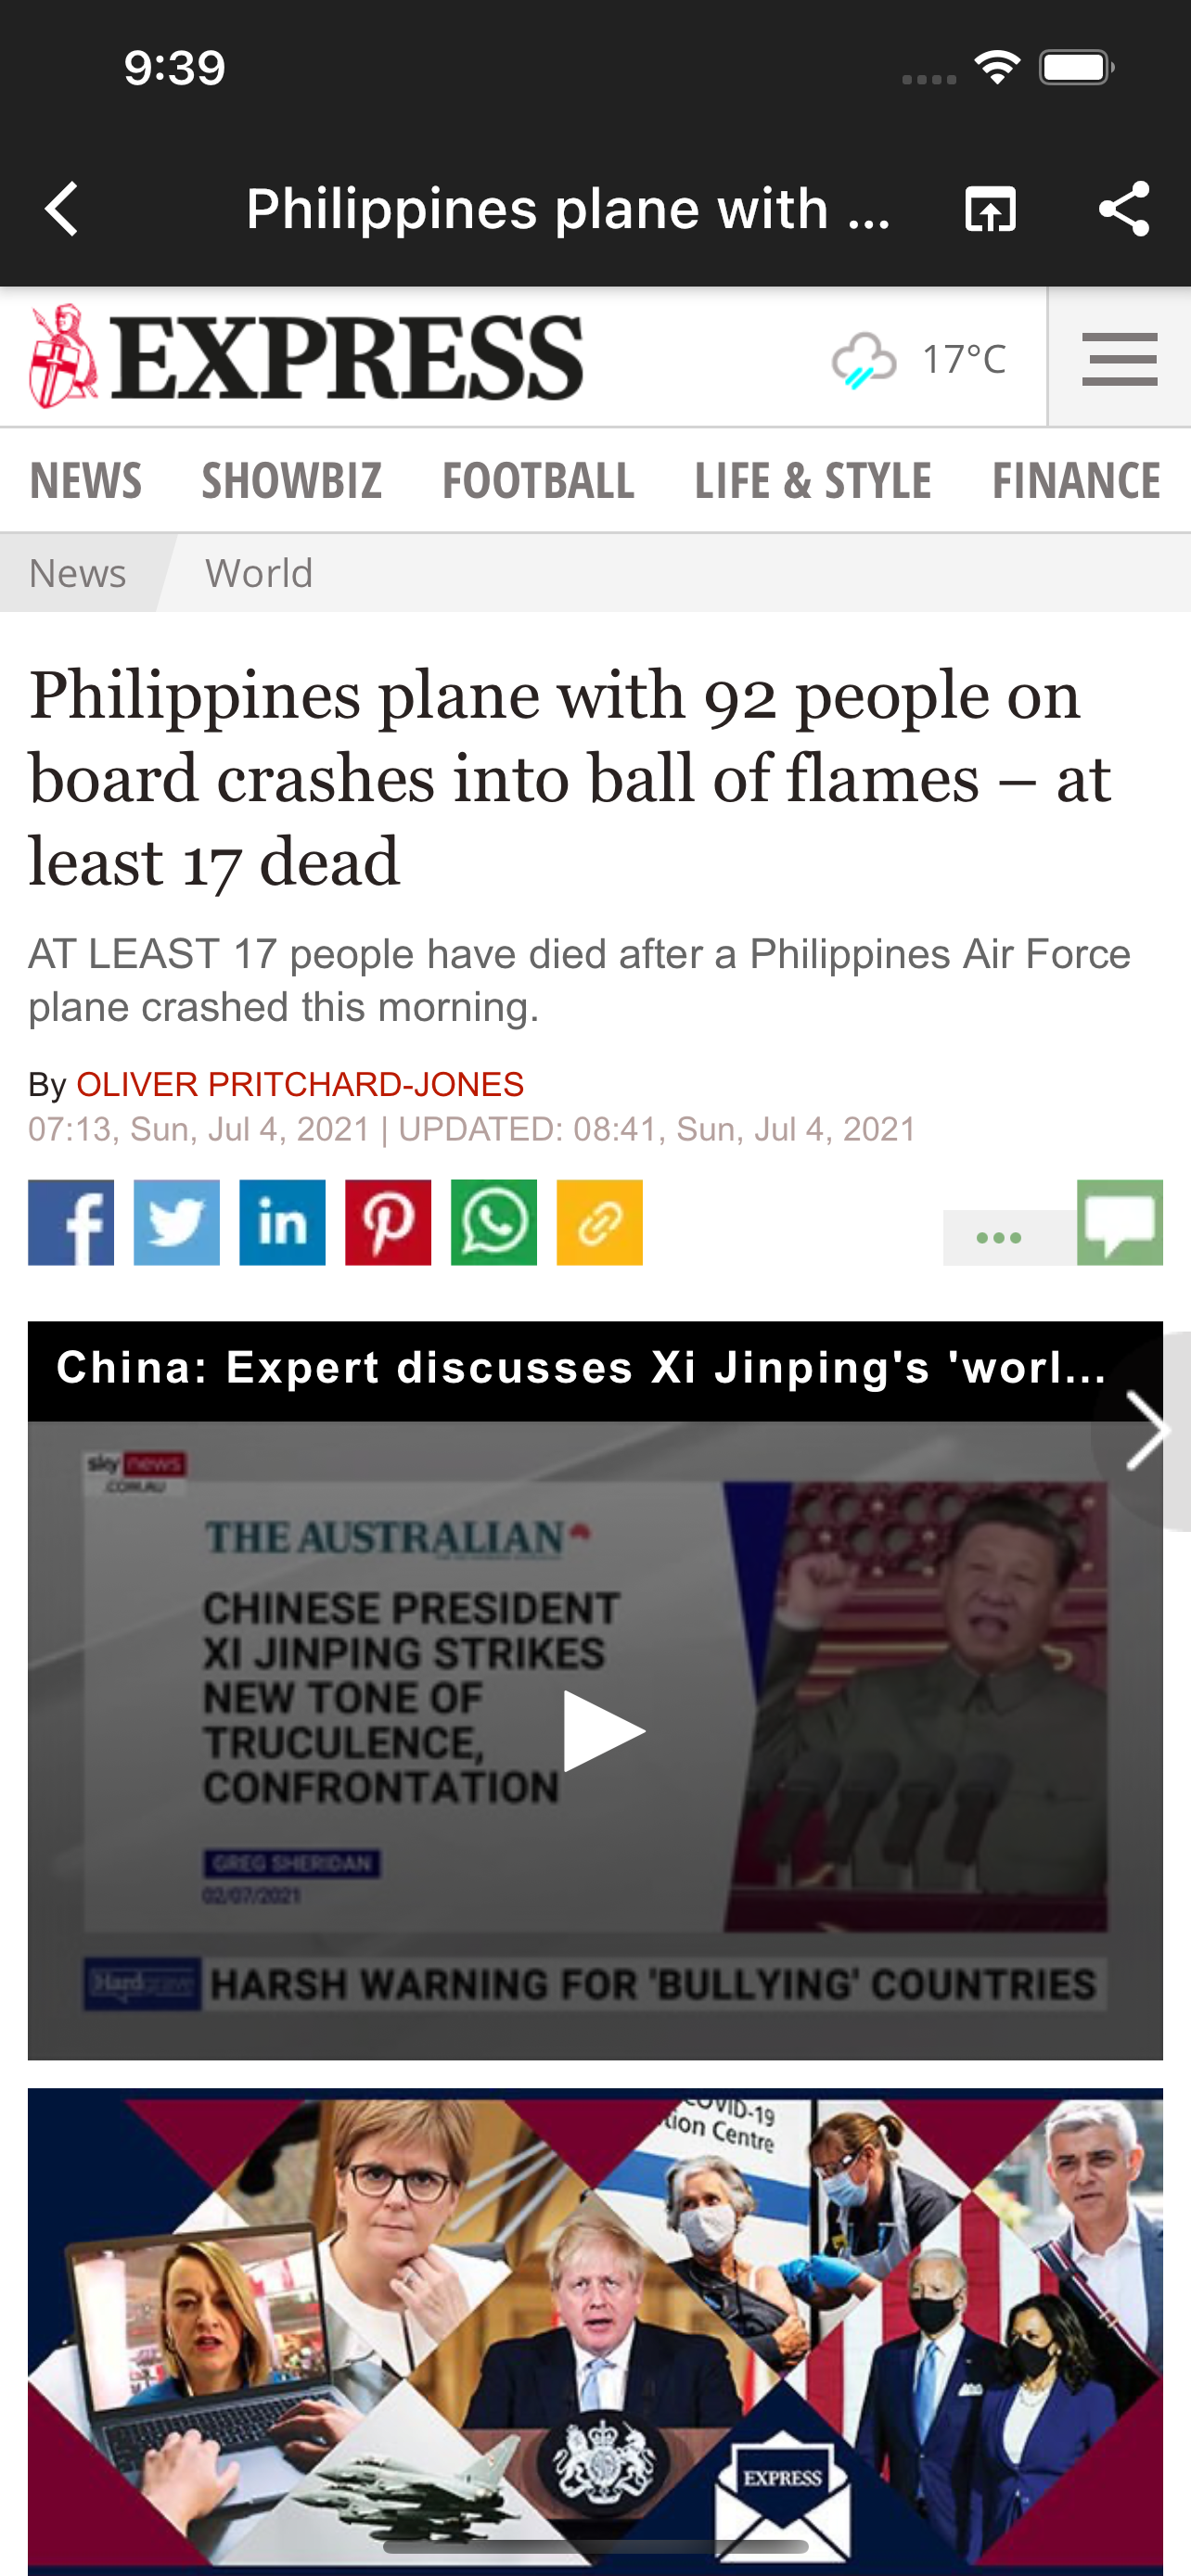 9:39
Philippines plane with ...
EXPRESS
17°C
NEWS SHOWBIZ FOOTBALL LIFE & STYLE FINANCE
News World
Philippines plane with 92 people on
board crashes into ball of flames – at
least 17 dead
AT LEAST 17 people have died after a Philippines Air Force
plane crashed this morning.
By OLIVER PRITCHARD-JONES
07:13, Sun, Jul 4, 2021 | UPDATED: 08:41, Sun, Jul 4, 2021
China: Expert discusses Xi Jinping's 'worl...
sky news
.COM.AU
THE AUSTRALIAN
CHINESE PRESIDENT
XI JINPING STRIKES
NEW TONE OF
TRUCULENCE,
CONFRONTATION
GREG SHERIDAN
02/07/2021
Hardgrave
HARSH WARNING FOR 'BULLYING' COUNTRIES
COVID-19
tion Centre
EXPRESS